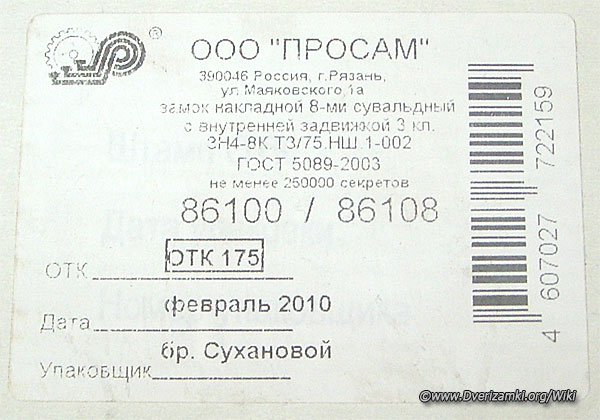 ООО "ПРОСАМ"
390046 Россия, г.Рязань,
ул.Маяковского,1а
замок накладной 8-ми сувальдный
с внутренней задвижкой 3 кл.
ЗН4-8К.Т3/75.НШ.1-002
ГОСТ 5089-2003
не менее 250000 секретов
86100 / 86108
ОТК ОТК 175
Дата февраль 2010
Упаковщик бр. Сухановой
4 607027 722159
©www.Dverizamki.org/Wiki